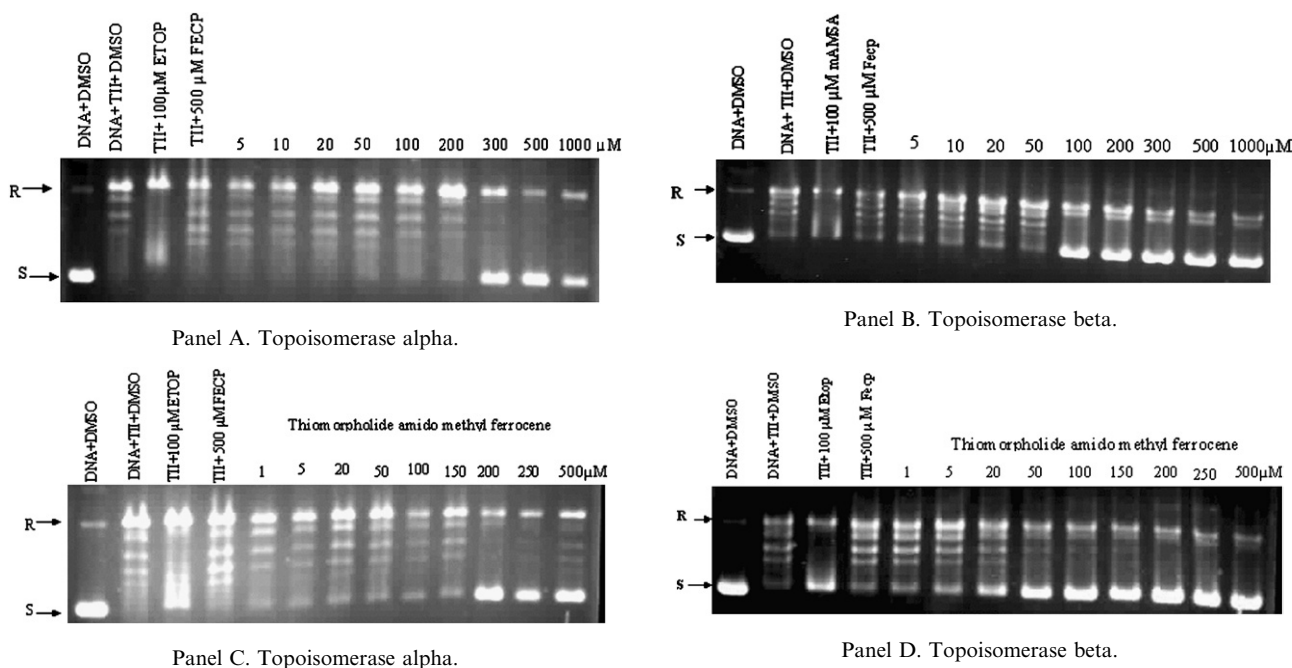 DNA+DMSO
DNA+TII+DMSO
TII+100µM ETOP
TII+500 µM FECP
5 10 20 50 100 200 300 500 1000 µM
R
S
Panel A. Topoisomerase alpha.
DNA+DMSO
DNA+ TII+DMSO
TII+100 µM mAMSA
TII+500 µM Fecp
5 10 20 50 100 200 300 500 1000µM
R
S
Panel B. Topoisomerase beta.
DNA+DMSO
DNA+TII+DMSO
TII+100 µMETOP
TII+500 µMFECP
Thiomorpholide amido methyl ferrocene
1 5 20 50 100 150 200 250 500µM
R
S
Panel C. Topoisomerase alpha.
DNA+DMSO
DNA+TII+DMSO
TII+100 µM Etop
TII+500 µM Fecp
Thiomorpholide amido methyl ferrocene
1 5 20 50 100 150 200 250 500µM
R
S
Panel D. Topoisomerase beta.